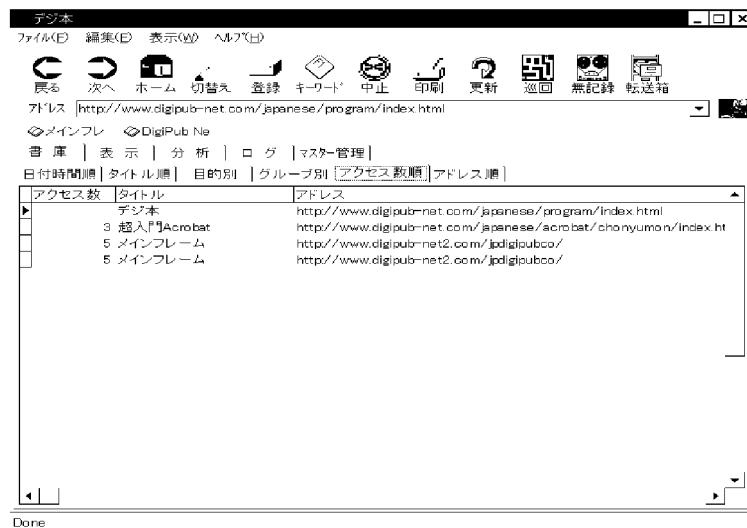 デジ本
ファイル(F) 編集(E) 表示(W) ヘルプ(H)
戻る 次へ ホーム 切替え 登録 キーワード 中止 印刷 更新 巡回 無記録 転送箱
アドレス http://www.digipub-net.com/japanese/program/index.html
メインフレ DigiPub Ne
書 庫 | 表 示 | 分 析 | ロ グ | マスター管理 |
日付時間順 | タイトル順 | 目的別 | グループ別 | アクセス数順 | アドレス順 |
アクセス数 タイトル アドレス
デジ本 http://www.digipub-net.com/japanese/program/index.html
3 超入門Acrobat http://www.digipub-net.com/japanese/acrobat/chonyumon/index.ht
5 メインフレーム http://www.digipub-net2.com/jpdigipubco/
5 メインフレーム http://www.digipub-net2.com/jpdigipubco/
Done